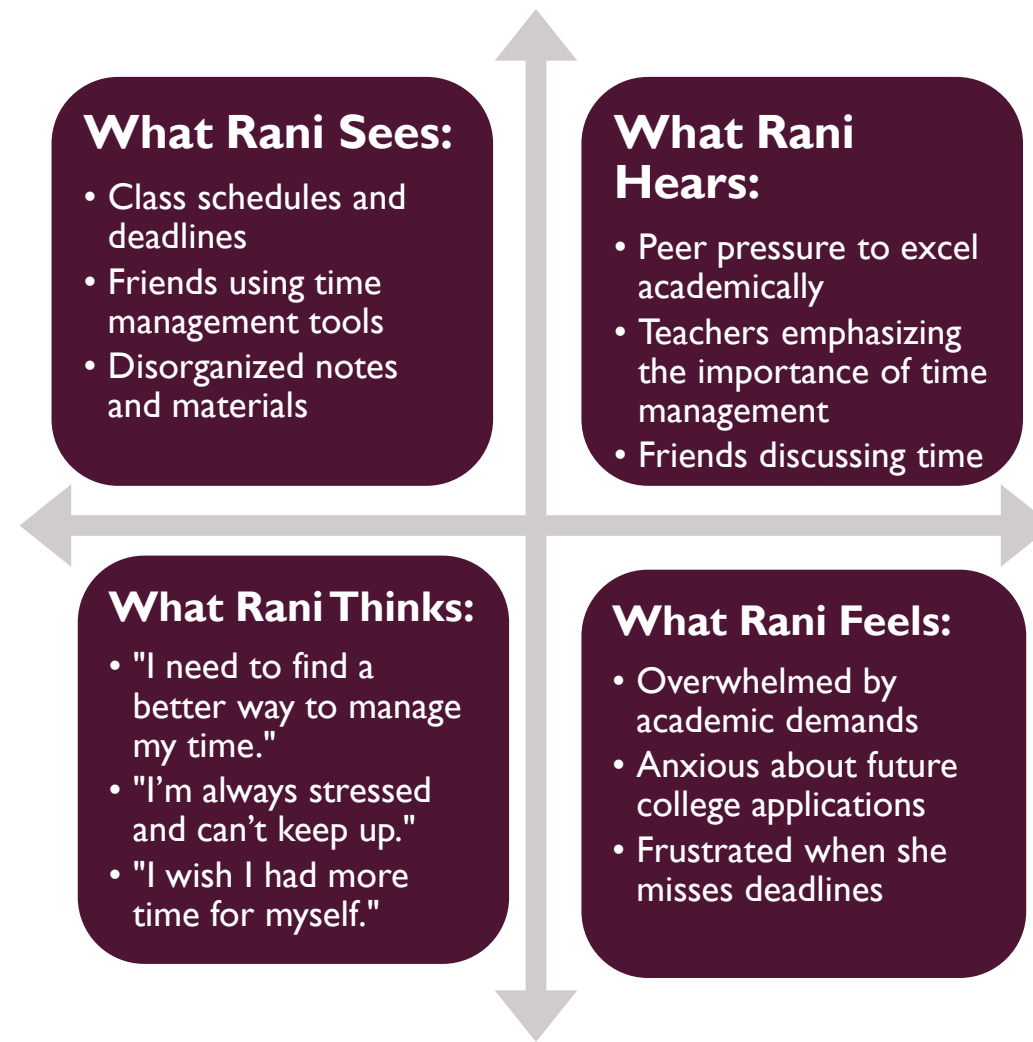 What Rani Sees:
• Class schedules and
deadlines
• Friends using time
management tools
• Disorganized notes
and materials
What Rani
Hears:
• Peer pressure to excel
academically
• Teachers emphasizing
the importance of time
management
• Friends discussing time
What Rani Thinks:
• "I need to find a
better way to manage
my time."
• "I’m always stressed
and can’t keep up."
• "I wish I had more
time for myself."
What Rani Feels:
• Overwhelmed by
academic demands
• Anxious about future
college applications
• Frustrated when she
misses deadlines